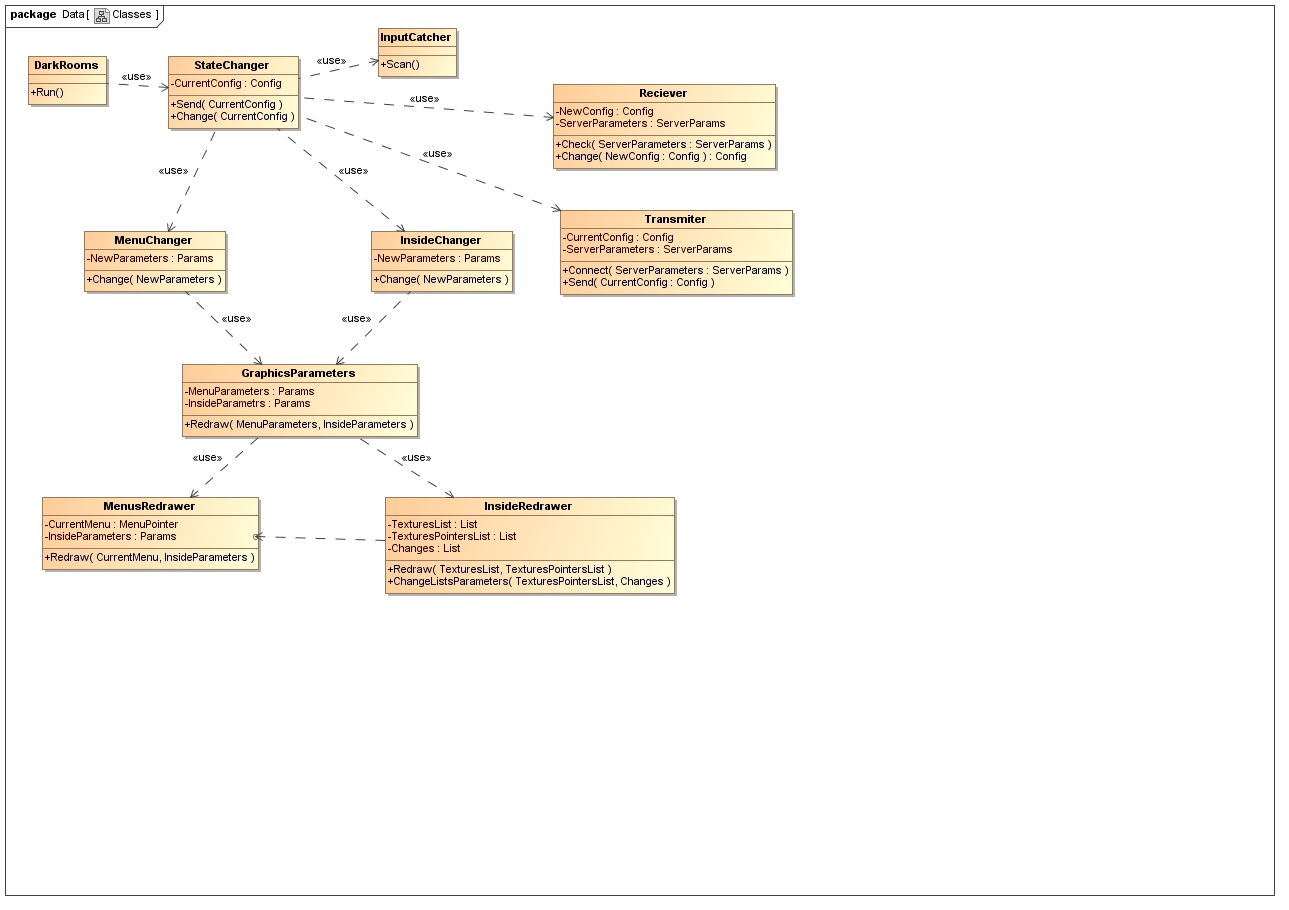 package Data[ Classes ]
InputCatcher
+Scan()
«use»
DarkRooms
+Run()
«use»
StateChanger
-CurrentConfig : Config
+Send( CurrentConfig )
+Change( CurrentConfig )
«use»
Reciever
-NewConfig : Config
-ServerParameters : ServerParams
+Check( ServerParameters : ServerParams )
+Change( NewConfig : Config ) : Config
«use»
«use»
«use»
Transmiter
-CurrentConfig : Config
-ServerParameters : ServerParams
+Connect( ServerParameters : ServerParams )
+Send( CurrentConfig : Config )
MenuChanger
-NewParameters : Params
+Change( NewParameters )
InsideChanger
-NewParameters : Params
+Change( NewParameters )
«use»
«use»
GraphicsParameters
-MenuParameters : Params
-InsideParametrs : Params
+Redraw( MenuParameters, InsideParameters )
«use»
«use»
MenusRedrawer
-CurrentMenu : MenuPointer
-InsideParameters : Params
+Redraw( CurrentMenu, InsideParameters )
InsideRedrawer
-TexturesList : List
-TexturesPointersList : List
-Changes : List
+Redraw( TexturesList, TexturesPointersList )
+ChangeListsParameters( TexturesPointersList, Changes )